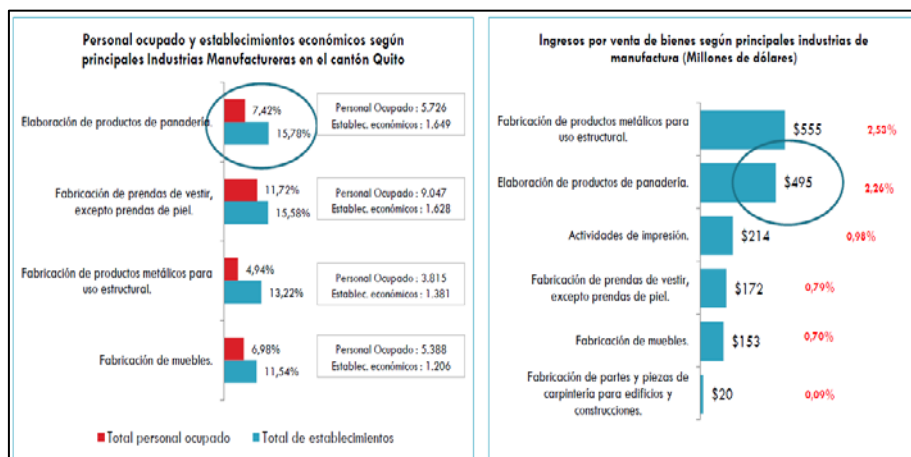 Personal ocupado y establecimientos económicos según
principales Industrias Manufactureras en el cantón Quito
Elaboración de productos de panadería.
7,42%
15,78%
Personal Ocupado : 5.726
Establec. económicos : 1.649
Fabricación de prendas de vestir,
excepto prendas de piel.
11,72%
15,58%
Personal Ocupado : 9.047
Establec. económicos : 1.628
Fabricación de productos metálicos para
uso estructural.
4,94%
13,22%
Personal Ocupado : 3.815
Establec. económicos : 1.381
Fabricación de muebles.
6,98%
11,54%
Personal Ocupado : 5.388
Establec. económicos : 1.206
Total personal ocupado
Total de establecimientos
Ingresos por venta de bienes según principales industrias de
manufactura (Millones de dólares)
Fabricación de productos metálicos para
uso estructural.
$555
2,53%
Elaboración de productos de panadería.
$495
2,26%
Actividades de impresión.
$214
0,98%
Fabricación de prendas de vestir,
excepto prendas de piel.
$172
0,79%
Fabricación de muebles.
$153
0,70%
Fabricación de partes y piezas de
carpintería para edificios y
construcciones.
$20
0,09%